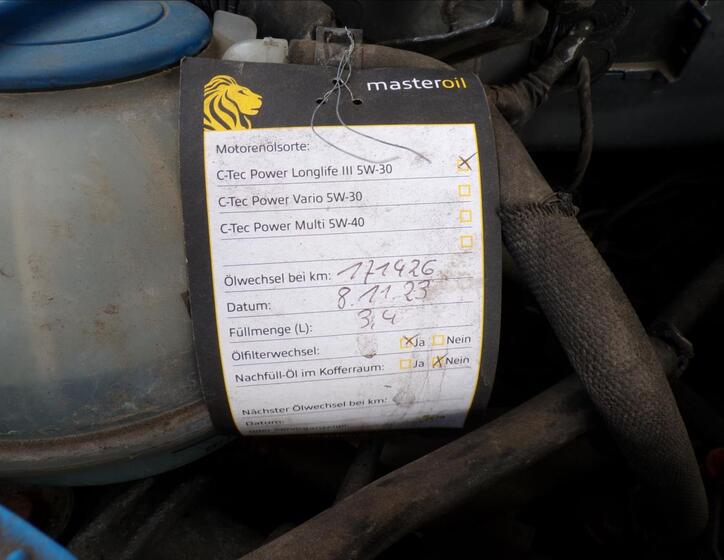 masteroil
Motorenölsorte:
C-Tec Power Longlife III 5W-30
C-Tec Power Vario 5W-30
C-Tec Power Multi 5W-40
Ölwechsel bei km: 171426
Datum: 8.11.23
Füllmenge (L): 3,4
Ölfilterwechsel: Ja Nein
Nachfüll-Öl im Kofferraum: Ja Nein
Nächster Ölwechsel bei km:
Datum:
oder Serviceanzeige